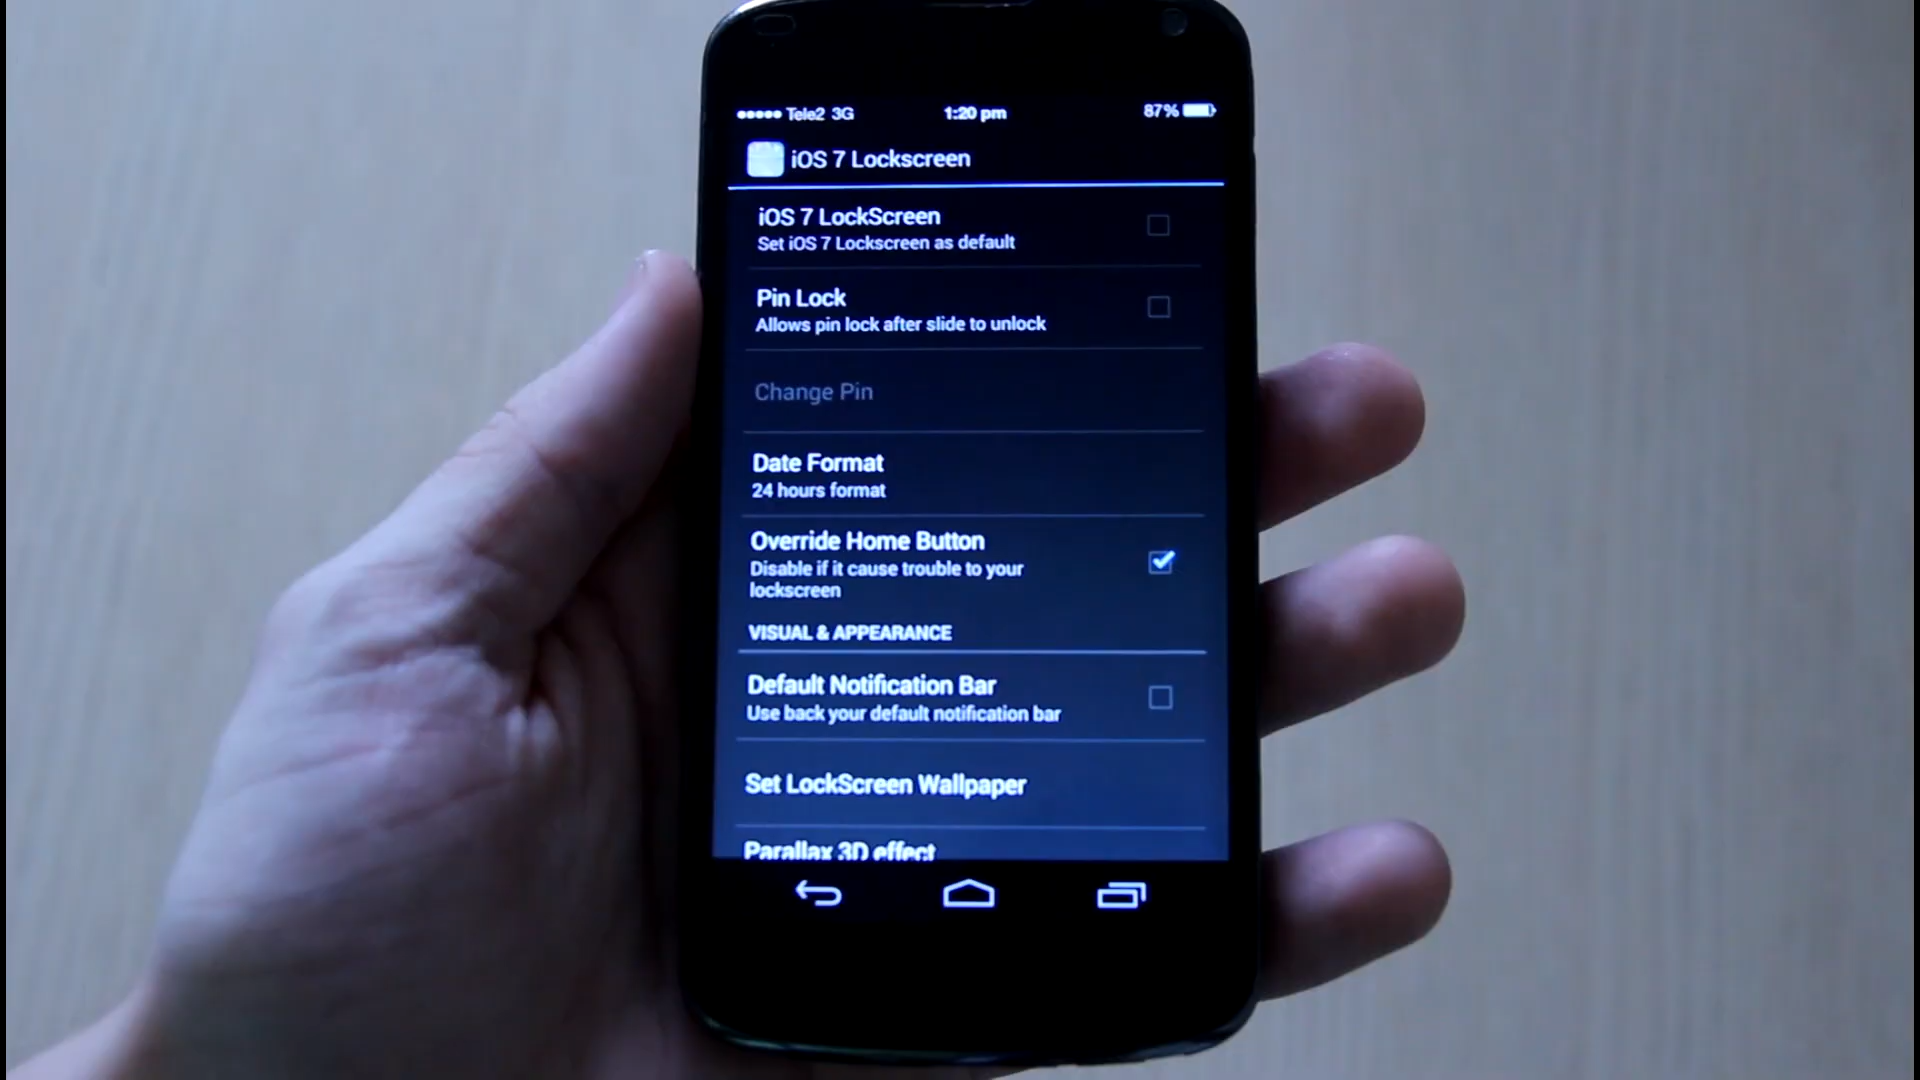 Tele2 3G 1:20 pm 87%
iOS 7 Lockscreen
iOS 7 LockScreen
Set iOS 7 Lockscreen as default
Pin Lock
Allows pin lock after slide to unlock
Change Pin
Date Format
24 hours format
Override Home Button
Disable if it cause trouble to your
lockscreen
VISUAL & APPEARANCE
Default Notification Bar
Use back your default notification bar
Set LockScreen Wallpaper
Parallax 3D effect